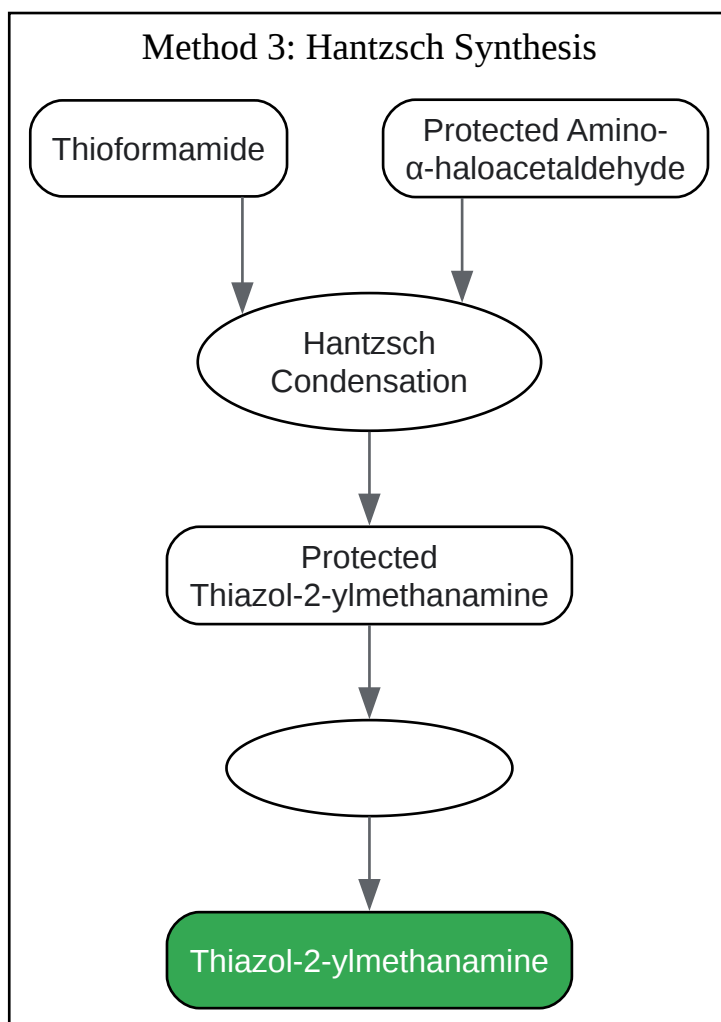 Method 3: Hantzsch Synthesis
Thioformamide
Protected Amino-
α-haloacetaldehyde
Hantzsch
Condensation
Protected
Thiazol-2-ylmethanamine
Thiazol-2-ylmethanamine